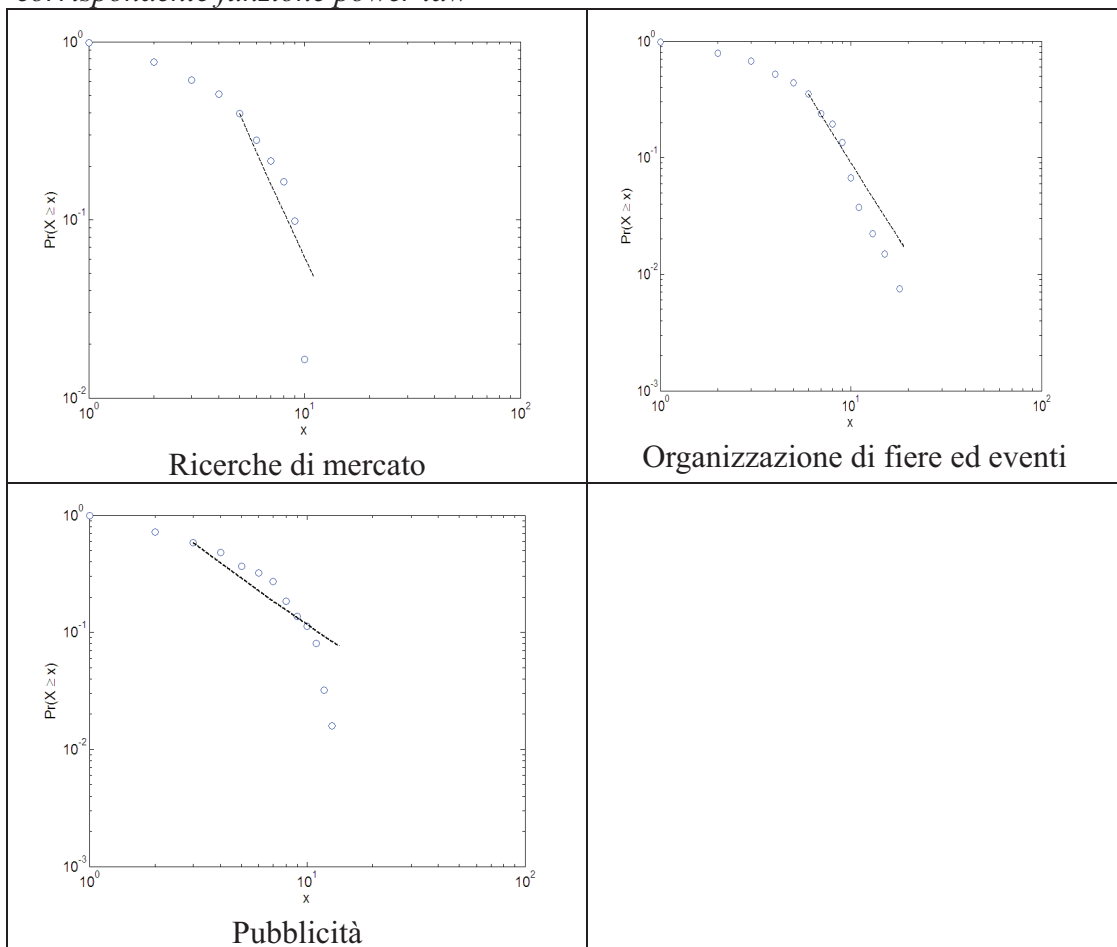 corrispondente funzione power-law
10^0
10^-1
10^-2
10^0
10^1
10^2
Pr(X ≥ x)
x
Ricerche di mercato
10^0
10^-1
10^-2
10^-3
10^0
10^1
10^2
Pr(X ≥ x)
x
Organizzazione di fiere ed eventi
10^0
10^-1
10^-2
10^-3
10^0
10^1
10^2
Pr(X ≥ x)
x
Pubblicità